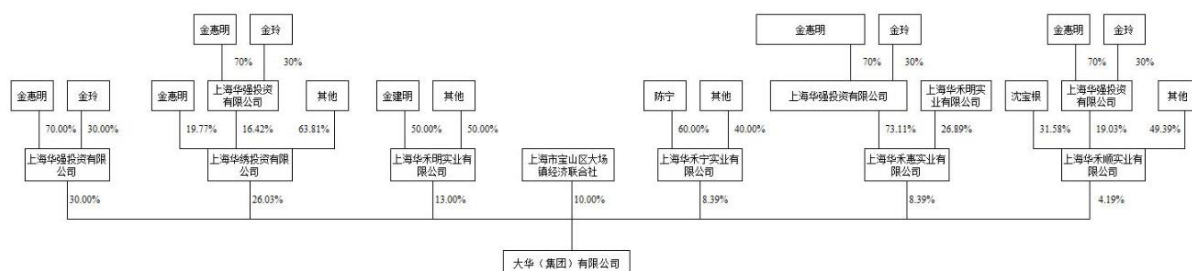 金惠明 金玲 金惠明 金玲 金惠明 金玲
70% 30% 70% 30% 70% 30%
金惠明 金玲 金惠明 上海华强投资有限公司 其他 金建明 其他 陈宁 其他 上海华强投资有限公司 上海华禾明实业有限公司 沈宝根 上海华强投资有限公司 其他
70.00% 30.00% 19.77% 16.42% 63.81% 50.00% 50.00% 60.00% 40.00% 73.11% 26.89% 31.58% 19.03% 49.39%
上海华强投资有限公司 上海华绣投资有限公司 上海华禾明实业有限公司 上海市宝山区大场镇经济联合社 上海华禾宁实业有限公司 上海华禾惠实业有限公司 上海华禾顺实业有限公司
30.00% 26.03% 13.00% 10.00% 8.39% 8.39% 4.19%
大华（集团）有限公司